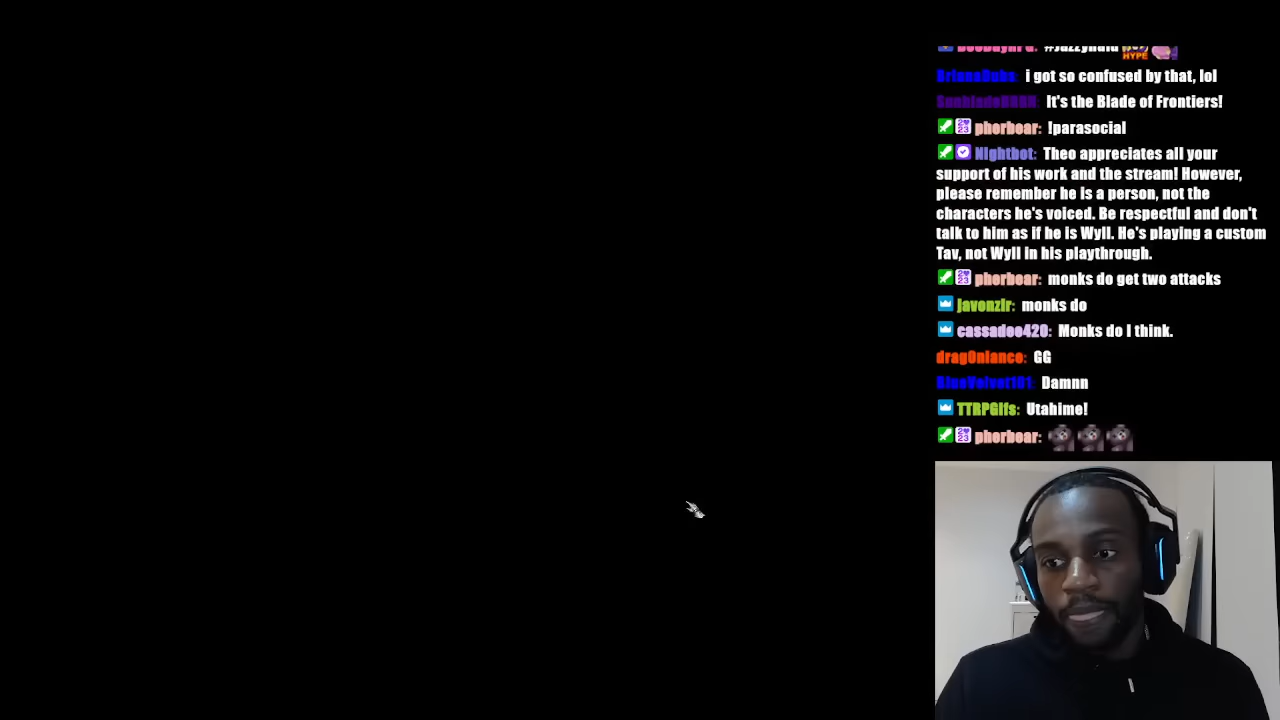 i got so confused by that, lol
It's the Blade of Frontiers!
phorbear: !parasocial
Nightbot: Theo appreciates all your
support of his work and the stream! However,
please remember he is a person, not the
characters he's voiced. Be respectful and don't
talk to him as if he is Wyll. He's playing a custom
Tav, not Wyll in his playthrough.
phorbear: monks do get two attacks
javonzlr: monks do
cassadee420: Monks do I think.
drag0nlance: GG
BlueVelvet181: Damnn
TTRPGifs: Utahime!
phorbear: